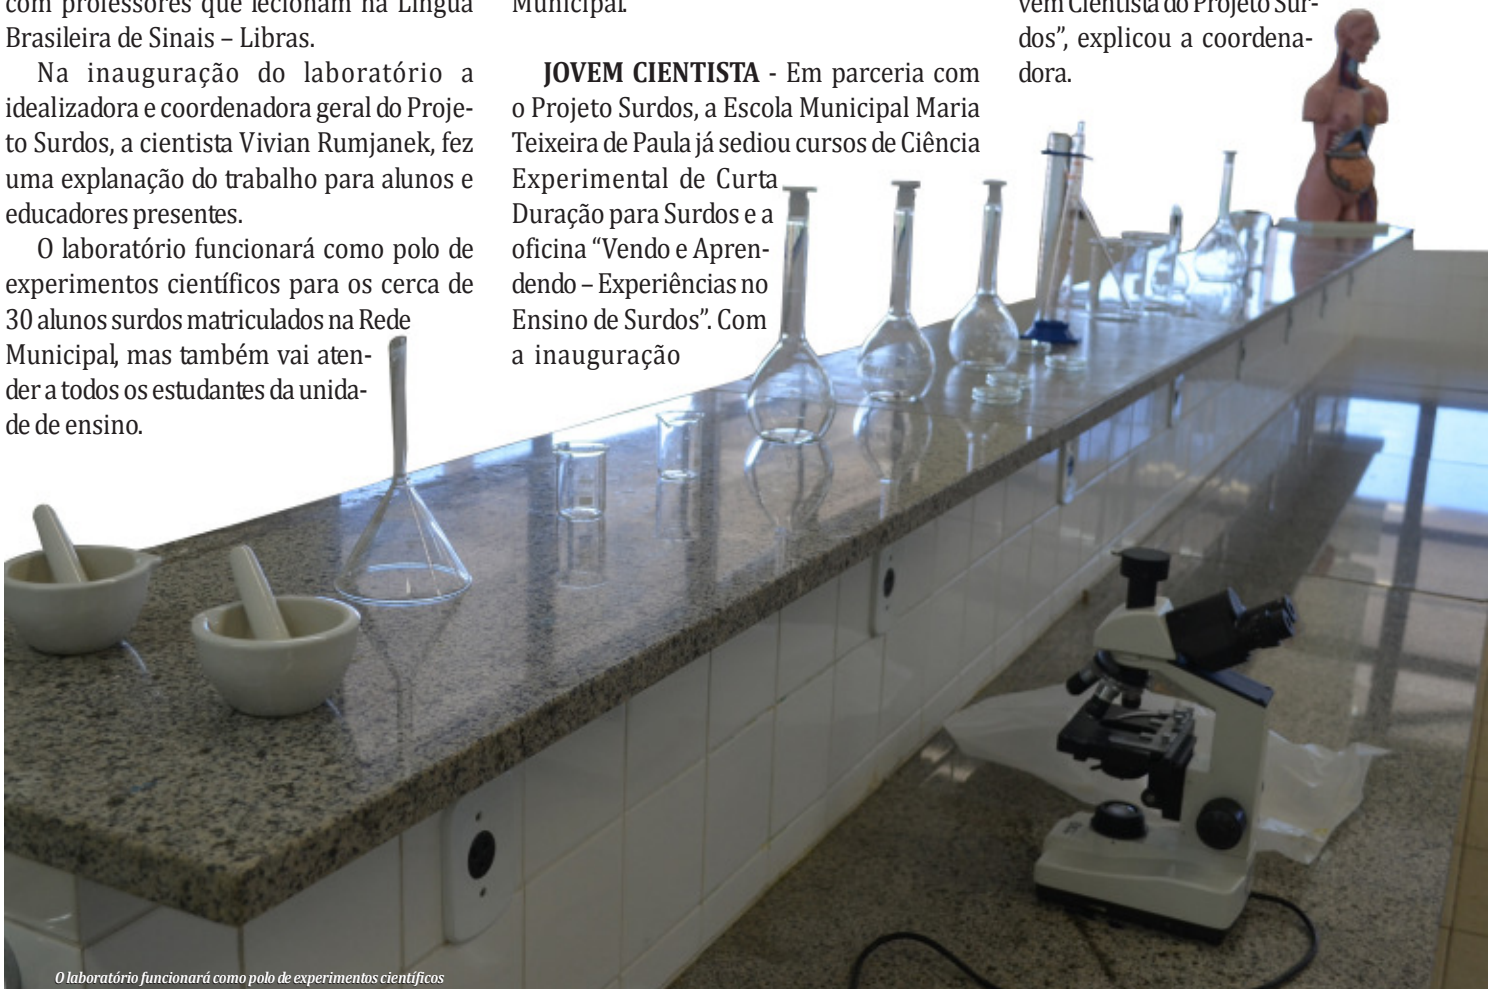 com professores que lecionam na Língua
Brasileira de Sinais – Libras.
Na inauguração do laboratório a
idealizadora e coordenadora geral do Proje-
to Surdos, a cientista Vivian Rumjanek, fez
uma explanação do trabalho para alunos e
educadores presentes.
O laboratório funcionará como polo de
experimentos científicos para os cerca de
30 alunos surdos matriculados na Rede
Municipal, mas também vai aten-
der a todos os estudantes da unida-
de de ensino.
Municipal.
JOVEM CIENTISTA - Em parceria com
o Projeto Surdos, a Escola Municipal Maria
Teixeira de Paula já sediou cursos de Ciência
Experimental de Curta
Duração para Surdos e a
oficina “Vendo e Apren-
dendo – Experiências no
Ensino de Surdos”. Com
a inauguração
vem Cientista do Projeto Sur-
dos”, explicou a coordena-
dora.
O laboratório funcionará como polo de experimentos científicos